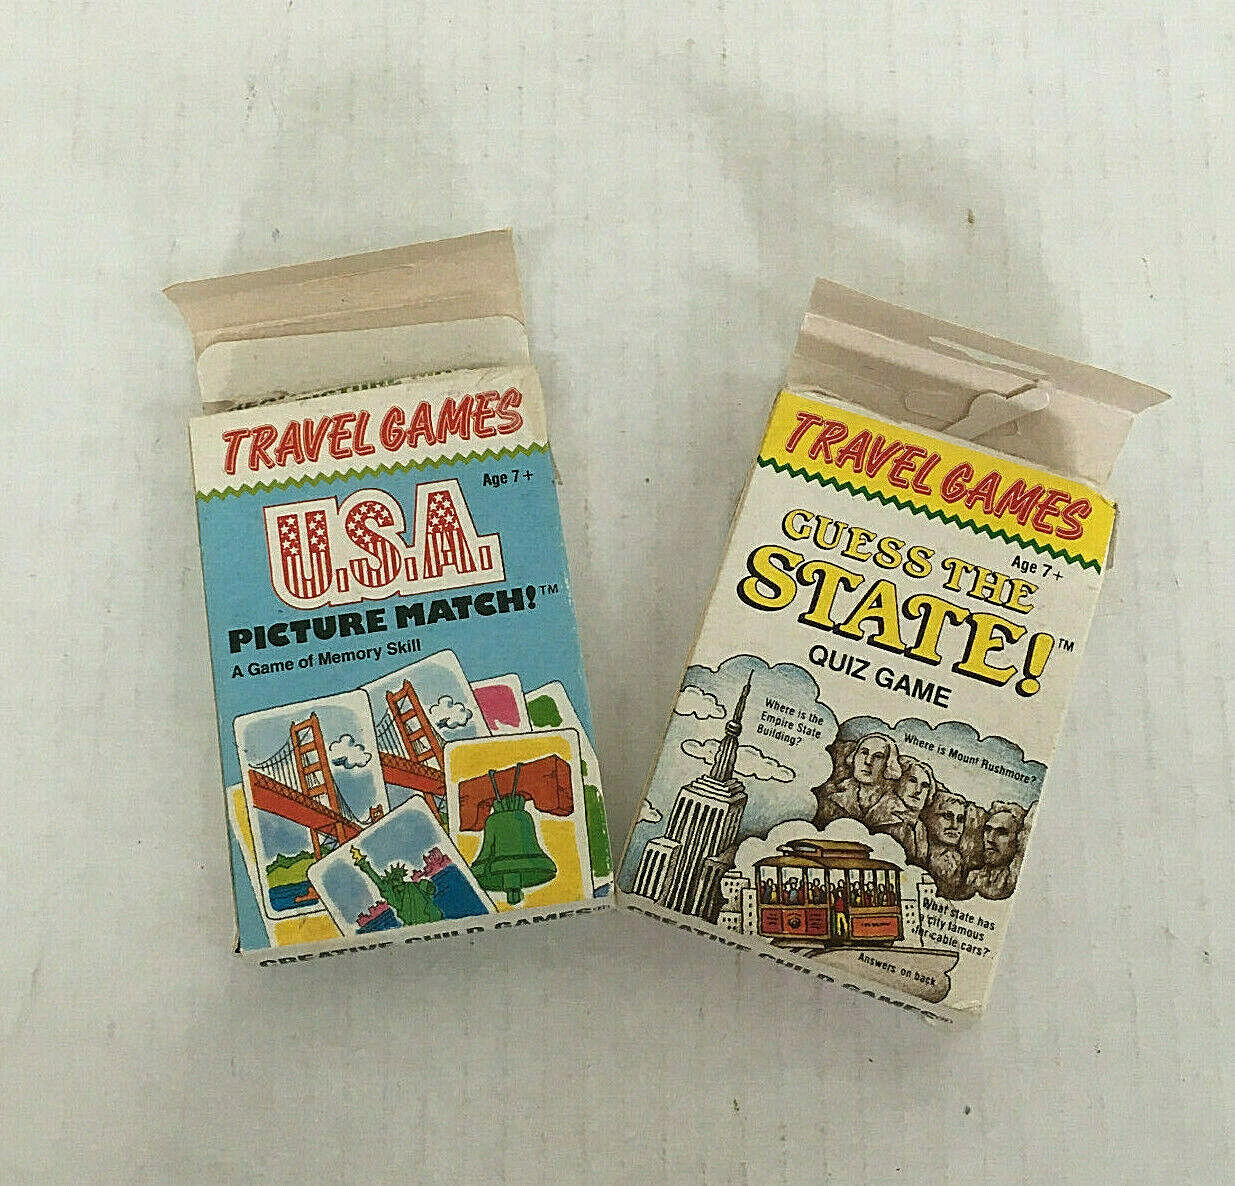 TRAVEL GAMES
Age 7+
U.S.A.
PICTURE MATCH!™
A Game of Memory Skill
CREATIVE CHILD GAMES
TRAVEL GAMES
GUESS THE
Age 7+
STATE!™
QUIZ GAME
Where is the
Empire State
Building?
Where is Mount Rushmore?
What state has
a city famous
for cable cars?
Answers on back
CREATIVE CHILD GAMES